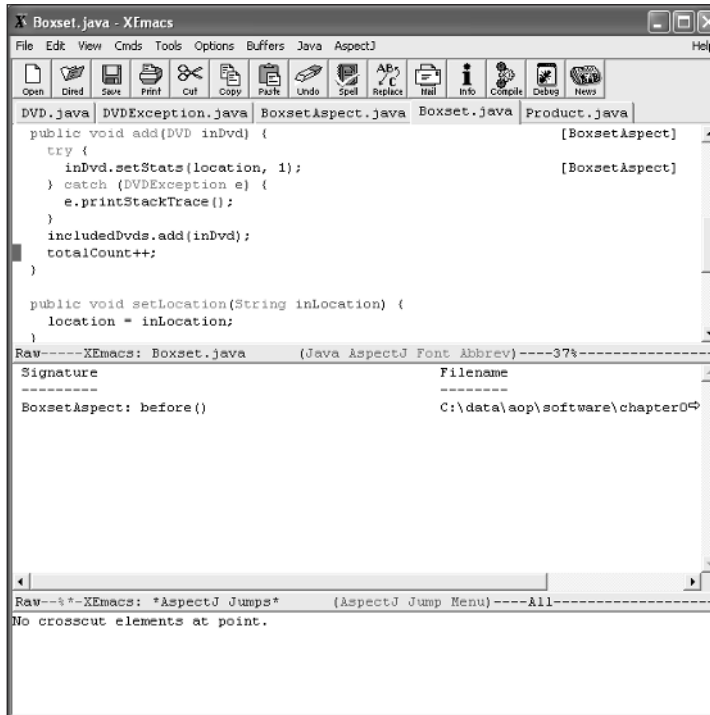 Boxset.java - XEmacs
File Edit View Cmds Tools Options Buffers Java AspectJ Help
Open Dired Save Print Cut Copy Paste Undo Spell Replace Mail Info Compile Debug News
DVD.java DVDException.java BoxsetAspect.java Boxset.java Product.java
public void add(DVD inDvd) { [BoxsetAspect]
try {
inDvd.setStats(location, 1); [BoxsetAspect]
} catch (DVDException e) {
e.printStackTrace();
}
includedDvds.add(inDvd);
totalCount++;
}
public void setLocation(String inLocation) {
location = inLocation;
}
Raw-----XEmacs: Boxset.java (Java AspectJ Font Abbrev)----37%-----------------
Signature Filename
--------- --------
BoxsetAspect: before() C:\data\aop\software\chapter0
Raw--%*-XEmacs: *AspectJ Jumps* (AspectJ Jump Menu)----All--------------------
No crosscut elements at point.